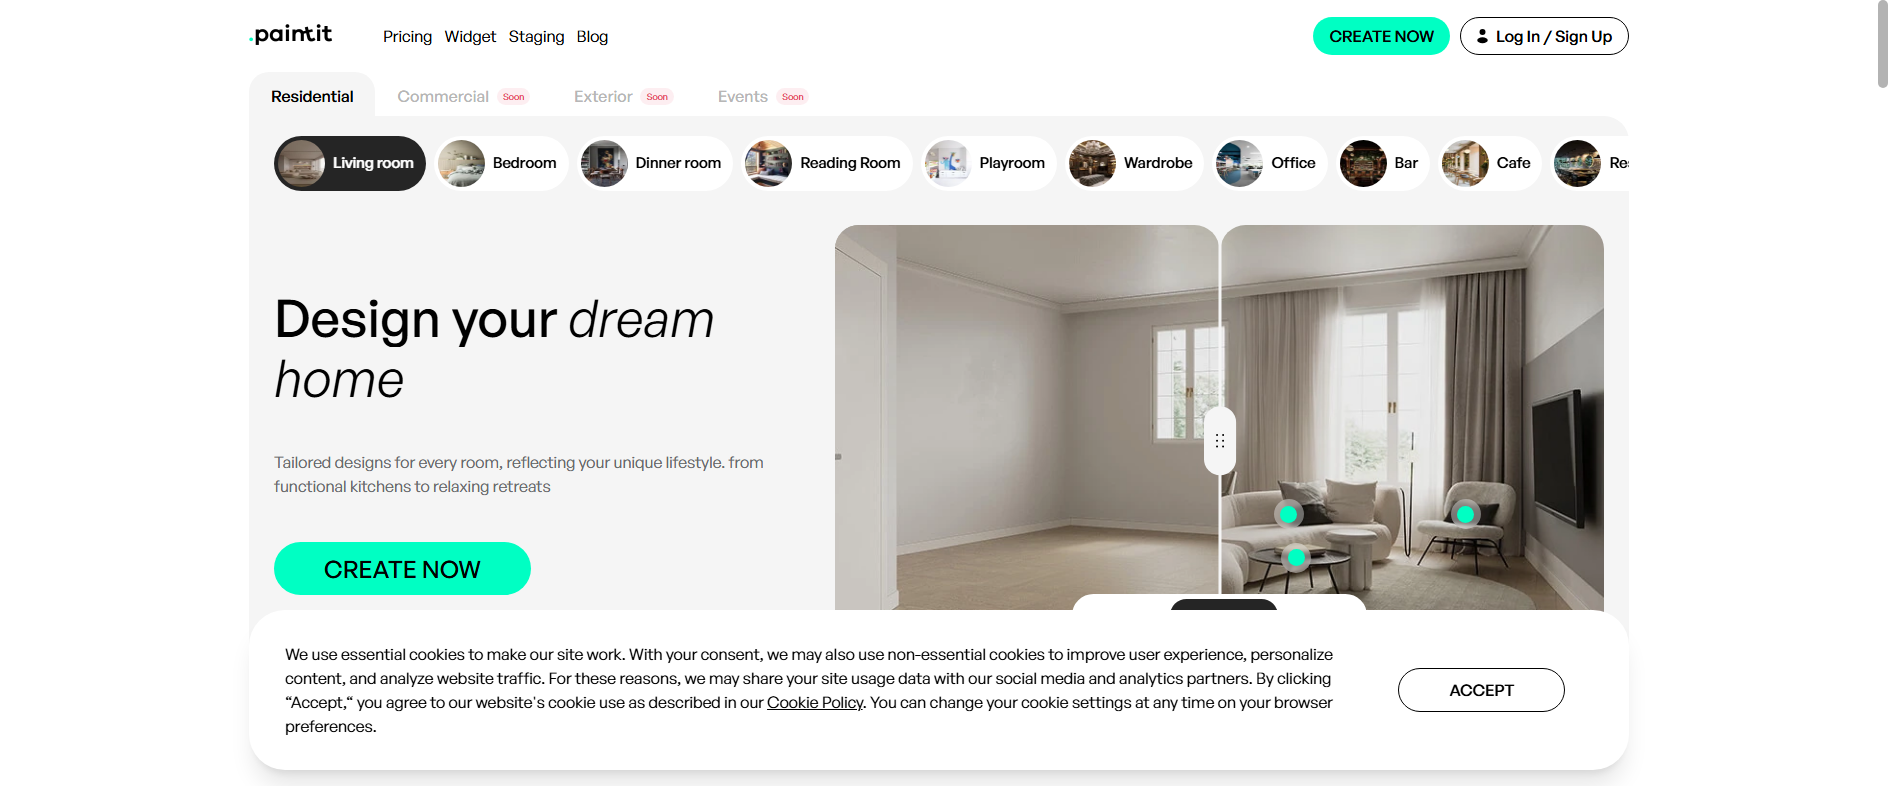 .paintit
Pricing Widget Staging Blog
CREATE NOW
Log In / Sign Up
Residential
Commercial Soon
Exterior Soon
Events Soon
Living room
Bedroom
Dinner room
Reading Room
Playroom
Wardrobe
Office
Bar
Cafe
Design your dream
home
Tailored designs for every room, reflecting your unique lifestyle. from
functional kitchens to relaxing retreats
CREATE NOW
We use essential cookies to make our site work. With your consent, we may also use non-essential cookies to improve user experience, personalize
content, and analyze website traffic. For these reasons, we may share your site usage data with our social media and analytics partners. By clicking
“Accept,“ you agree to our website's cookie use as described in our Cookie Policy. You can change your cookie settings at any time on your browser
preferences.
ACCEPT